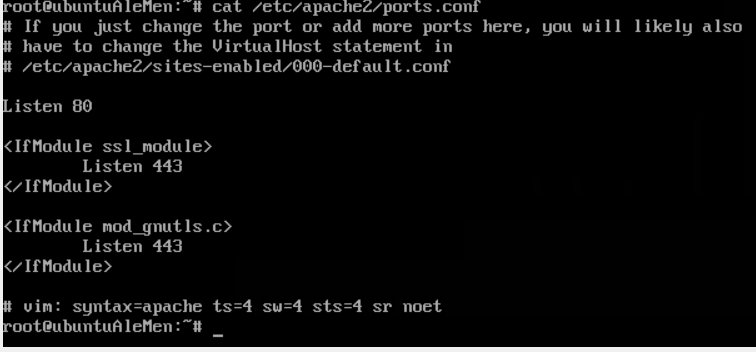 root@ubuntuAleMen:~# cat /etc/apache2/ports.conf
# If you just change the port or add more ports here, you will likely also
# have to change the VirtualHost statement in
# /etc/apache2/sites-enabled/000-default.conf

Listen 80

<IfModule ssl_module>
        Listen 443
</IfModule>

<IfModule mod_gnutls.c>
        Listen 443
</IfModule>

# vim: syntax=apache ts=4 sw=4 sts=4 sr noet
root@ubuntuAleMen:~# _